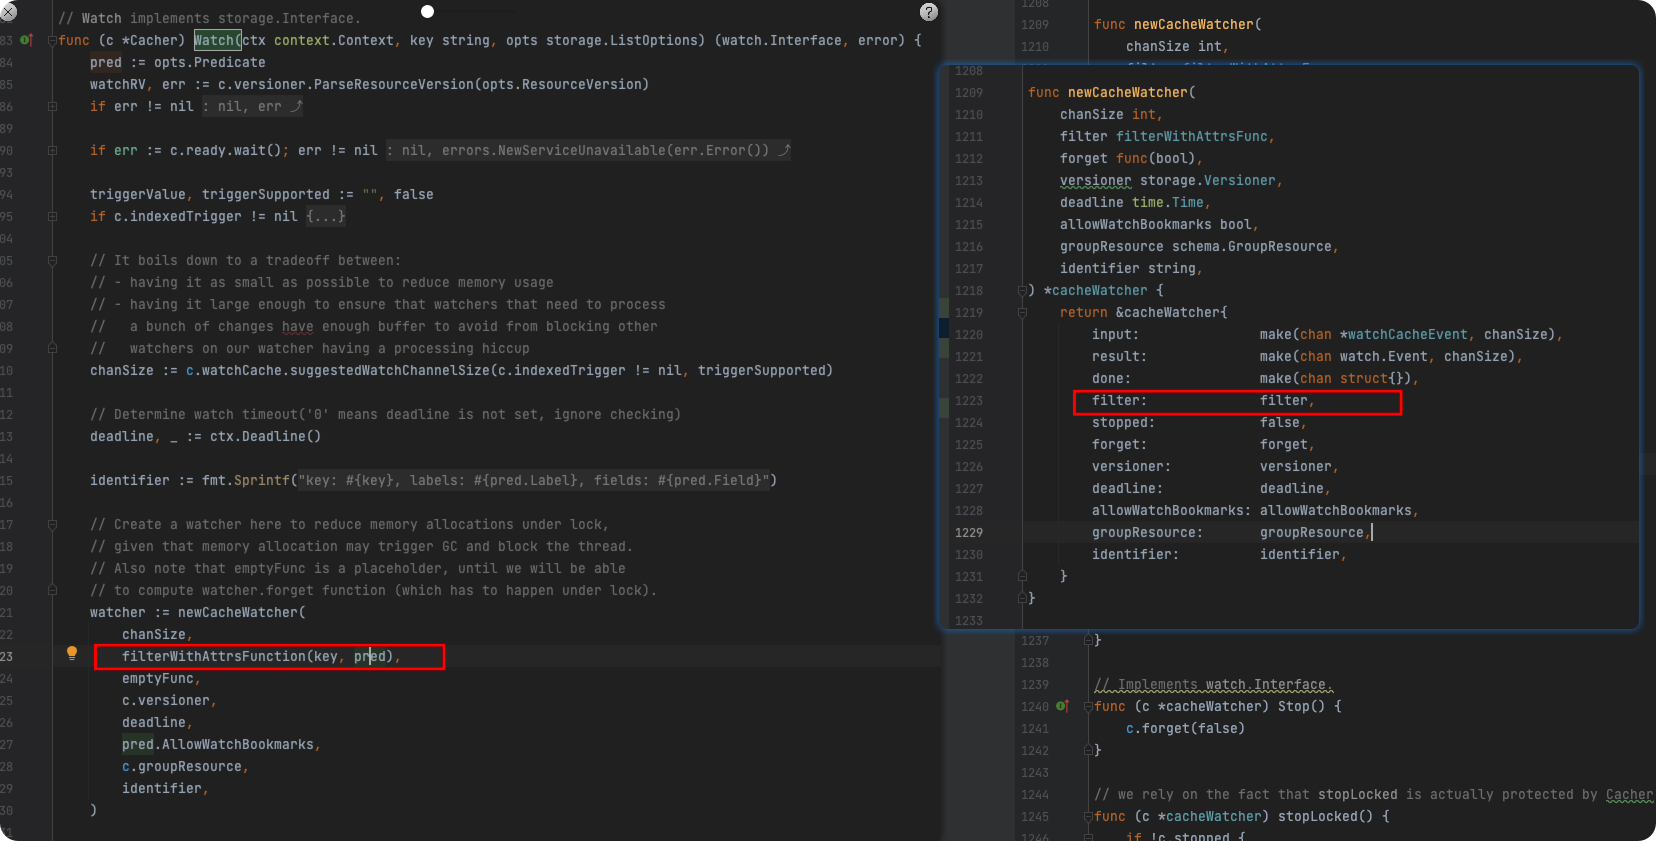 // Watch implements storage.Interface.
83 func (c *Cacher) Watch(ctx context.Context, key string, opts storage.ListOptions) (watch.Interface, error) {
84 pred := opts.Predicate
85 watchRV, err := c.versioner.ParseResourceVersion(opts.ResourceVersion)
86 if err != nil : nil, err ⤴
89
90 if err := c.ready.wait(); err != nil : nil, errors.NewServiceUnavailable(err.Error()) ⤴
93
94 triggerValue, triggerSupported := "", false
95 if c.indexedTrigger != nil {...}
04
05 // It boils down to a tradeoff between:
06 // - having it as small as possible to reduce memory usage
07 // - having it large enough to ensure that watchers that need to process
08 //   a bunch of changes have enough buffer to avoid from blocking other
09 //   watchers on our watcher having a processing hiccup
10 chanSize := c.watchCache.suggestedWatchChannelSize(c.indexedTrigger != nil, triggerSupported)
11
12 // Determine watch timeout('0' means deadline is not set, ignore checking)
13 deadline, _ := ctx.Deadline()
14
15 identifier := fmt.Sprintf("key: #{key}, labels: #{pred.Label}, fields: #{pred.Field}")
16
17 // Create a watcher here to reduce memory allocations under lock,
18 // given that memory allocation may trigger GC and block the thread.
19 // Also note that emptyFunc is a placeholder, until we will be able
20 // to compute watcher.forget function (which has to happen under lock).
21 watcher := newCacheWatcher(
22 chanSize,
23 filterWithAttrsFunction(key, pred),
24 emptyFunc,
25 c.versioner,
26 deadline,
27 pred.AllowWatchBookmarks,
28 c.groupResource,
29 identifier,
30 )
?
1208
1209 func newCacheWatcher(
1210 chanSize int,
1208
1209 func newCacheWatcher(
1210 chanSize int,
1211 filter filterWithAttrsFunc,
1212 forget func(bool),
1213 versioner storage.Versioner,
1214 deadline time.Time,
1215 allowWatchBookmarks bool,
1216 groupResource schema.GroupResource,
1217 identifier string,
1218 ) *cacheWatcher {
1219 return &cacheWatcher{
1220 input: make(chan *watchCacheEvent, chanSize),
1221 result: make(chan watch.Event, chanSize),
1222 done: make(chan struct{}),
1223 filter: filter,
1224 stopped: false,
1225 forget: forget,
1226 versioner: versioner,
1227 deadline: deadline,
1228 allowWatchBookmarks: allowWatchBookmarks,
1229 groupResource: groupResource,
1230 identifier: identifier,
1231 }
1232 }
1233
1237 }
1238
1239 // Implements watch.Interface.
1240 func (c *cacheWatcher) Stop() {
1241 c.forget(false)
1242 }
1243
1244 // we rely on the fact that stopLocked is actually protected by Cacher
1245 func (c *cacheWatcher) stopLocked() {
1246 if !c.stopped {